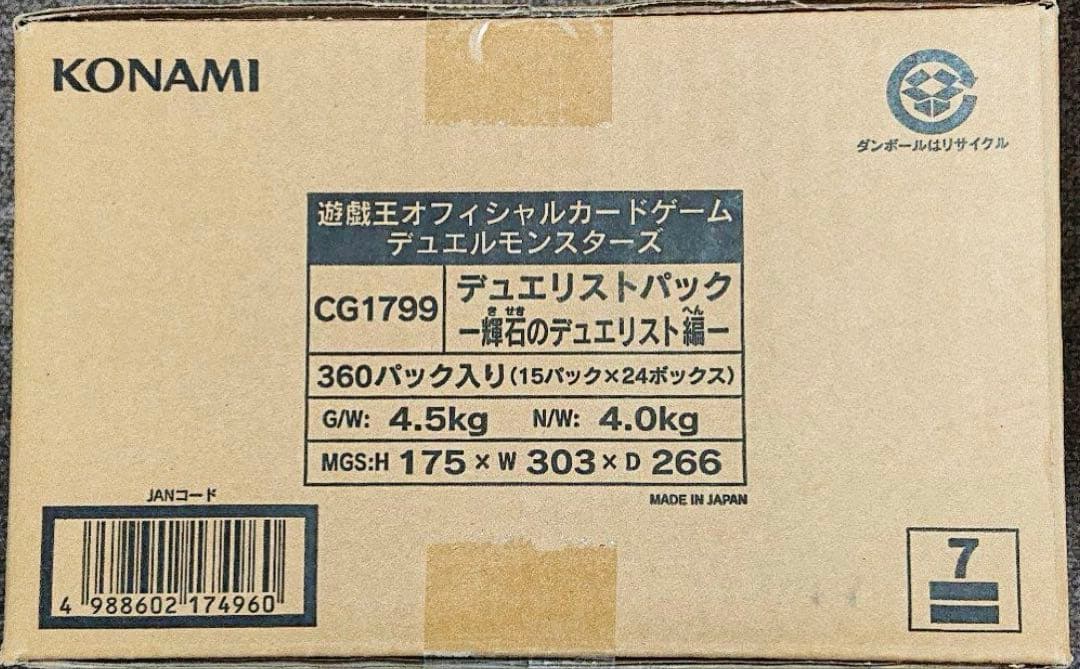 KONAMI
ダンボールはリサイクル
遊戯王オフィシャルカードゲーム
デュエルモンスターズ
CG1799
デュエリストパック
き せき へん
ー輝石のデュエリスト編ー
360パック入り(15パック×24ボックス)
G/W: 4.5kg N/W: 4.0kg
MGS:H 175 × W 303 × D 266
MADE IN JAPAN
JANコード
4 988602 174960
7